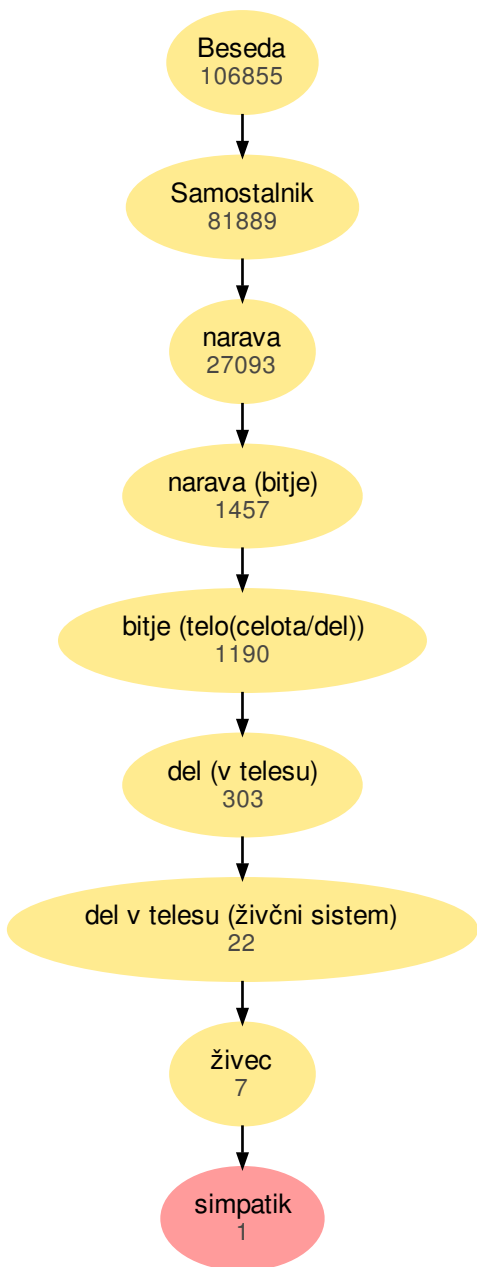 Beseda
106855
Samostalnik
81889
narava
27093
narava (bitje)
1457
bitje (telo(celota/del))
1190
del (v telesu)
303
del v telesu (živčni sistem)
22
živec
7
simpatik
1